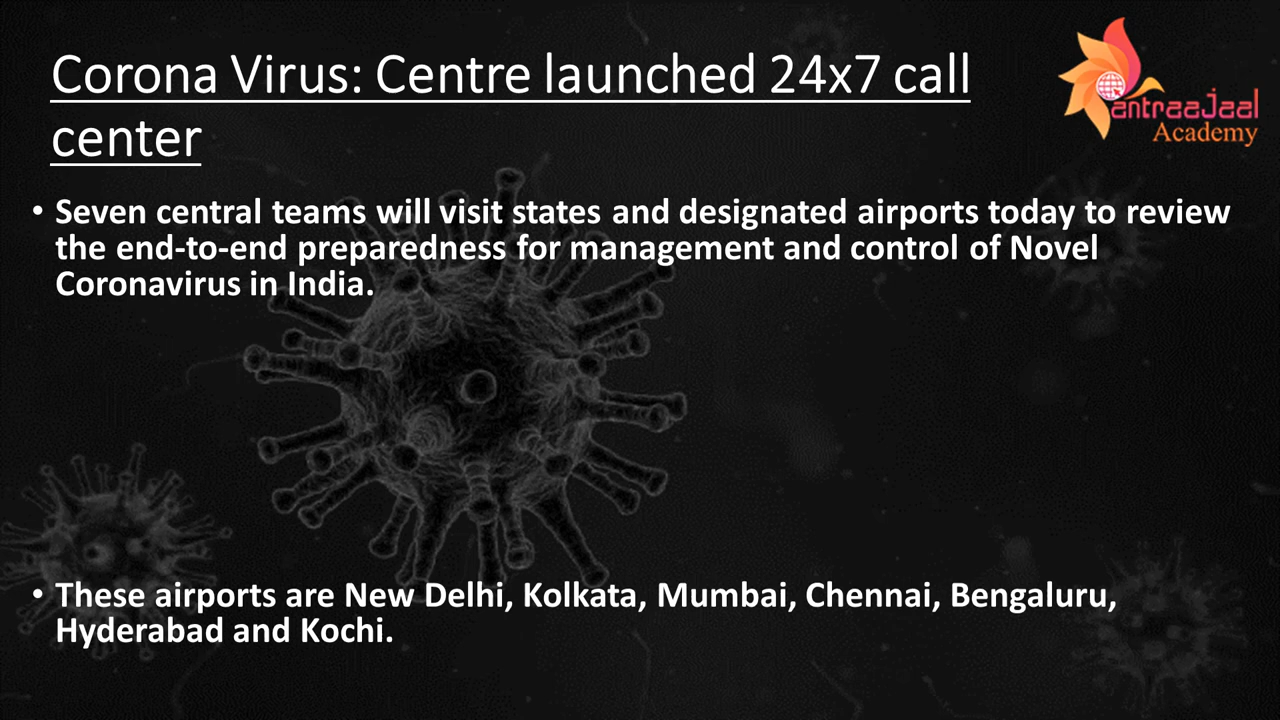 Corona Virus: Centre launched 24x7 call
center
antraajaal
Academy
• Seven central teams will visit states and designated airports today to review
the end-to-end preparedness for management and control of Novel
Coronavirus in India.
• These airports are New Delhi, Kolkata, Mumbai, Chennai, Bengaluru,
Hyderabad and Kochi.